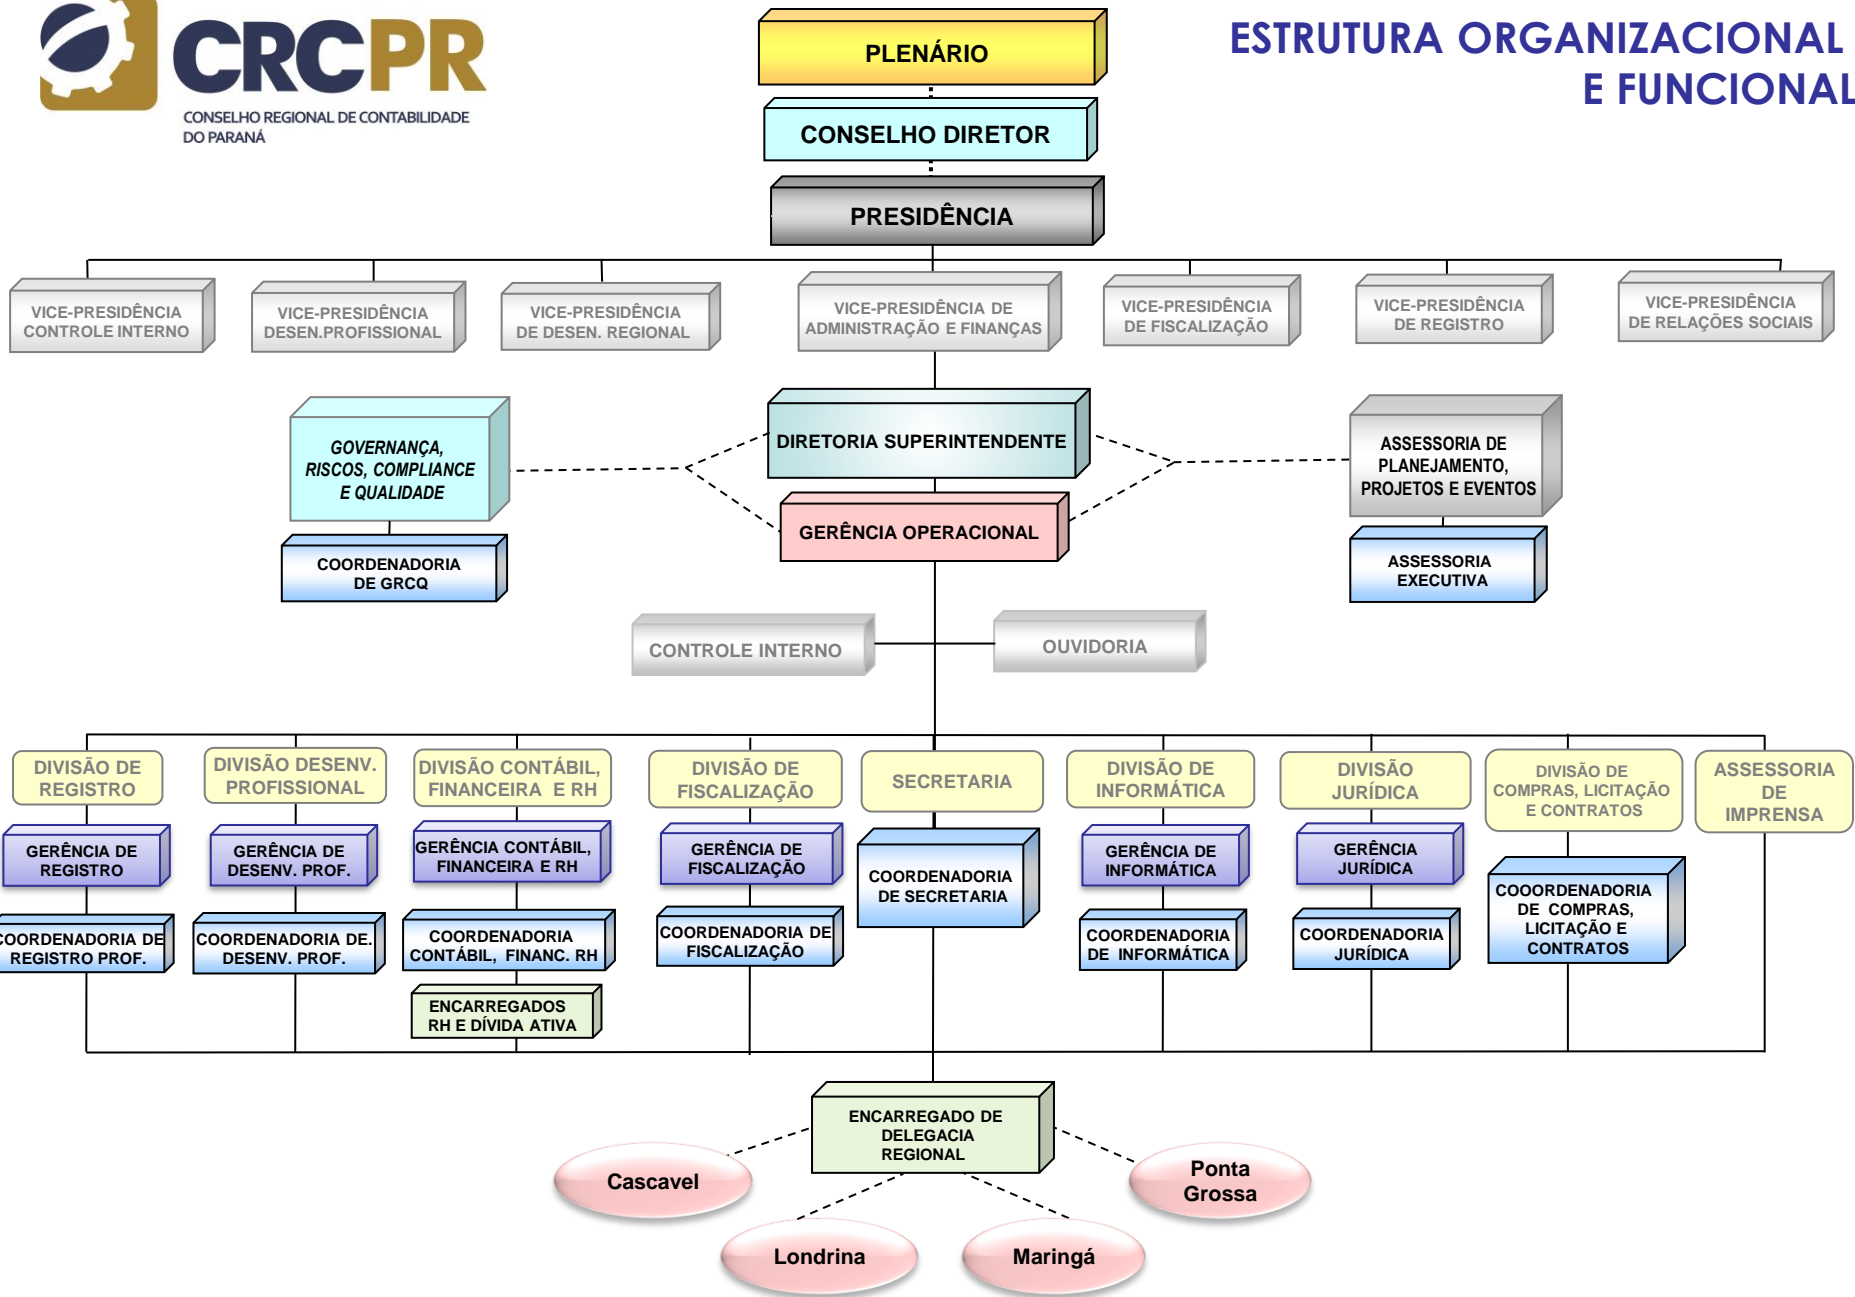 CRCPR
CONSELHO REGIONAL DE CONTABILIDADE
DO PARANÁ
ESTRUTURA ORGANIZACIONAL
E FUNCIONAL
PLENÁRIO
CONSELHO DIRETOR
PRESIDÊNCIA
VICE-PRESIDÊNCIA
CONTROLE INTERNO
VICE-PRESIDÊNCIA
DESEN.PROFISSIONAL
VICE-PRESIDÊNCIA
DE DESEN. REGIONAL
VICE-PRESIDÊNCIA DE
ADMINISTRAÇÃO E FINANÇAS
VICE-PRESIDÊNCIA
DE FISCALIZAÇÃO
VICE-PRESIDÊNCIA
DE REGISTRO
VICE-PRESIDÊNCIA
DE RELAÇÕES SOCIAIS
GOVERNANÇA,
RISCOS, COMPLIANCE
E QUALIDADE
DIRETORIA SUPERINTENDENTE
ASSESSORIA DE
PLANEJAMENTO,
PROJETOS E EVENTOS
GERÊNCIA OPERACIONAL
COORDENADORIA
DE GRCQ
ASSESSORIA
EXECUTIVA
CONTROLE INTERNO
OUVIDORIA
DIVISÃO DE
REGISTRO
DIVISÃO DESENV.
PROFISSIONAL
DIVISÃO CONTÁBIL,
FINANCEIRA E RH
DIVISÃO DE
FISCALIZAÇÃO
SECRETARIA
DIVISÃO DE
INFORMÁTICA
DIVISÃO
JURÍDICA
DIVISÃO DE
COMPRAS, LICITAÇÃO
E CONTRATOS
ASSESSORIA
DE
IMPRENSA
GERÊNCIA DE
REGISTRO
GERÊNCIA DE
DESENV. PROF.
GERÊNCIA CONTÁBIL,
FINANCEIRA E RH
GERÊNCIA DE
FISCALIZAÇÃO
COORDENADORIA
DE SECRETARIA
GERÊNCIA DE
INFORMÁTICA
GERÊNCIA
JURÍDICA
COOORDENADORIA
DE COMPRAS,
LICITAÇÃO E
CONTRATOS
COORDENADORIA DE
REGISTRO PROF.
COORDENADORIA DE.
DESENV. PROF.
COORDENADORIA
CONTÁBIL, FINANC. RH
COORDENADORIA DE
FISCALIZAÇÃO
COORDENADORIA
DE INFORMÁTICA
COORDENADORIA
JURÍDICA
ENCARREGADOS
RH E DÍVIDA ATIVA
ENCARREGADO DE
DELEGACIA
REGIONAL
Cascavel
Ponta
Grossa
Londrina
Maringá